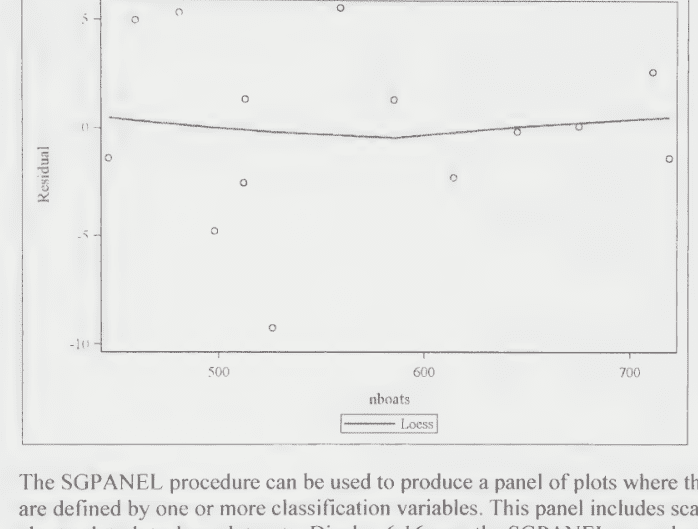 5
0
Residual
-5
-10
500 600 700
nboats
Loess
The SGPANEL procedure can be used to produce a panel of plots where th
are defined by one or more classification variables. This panel includes sca